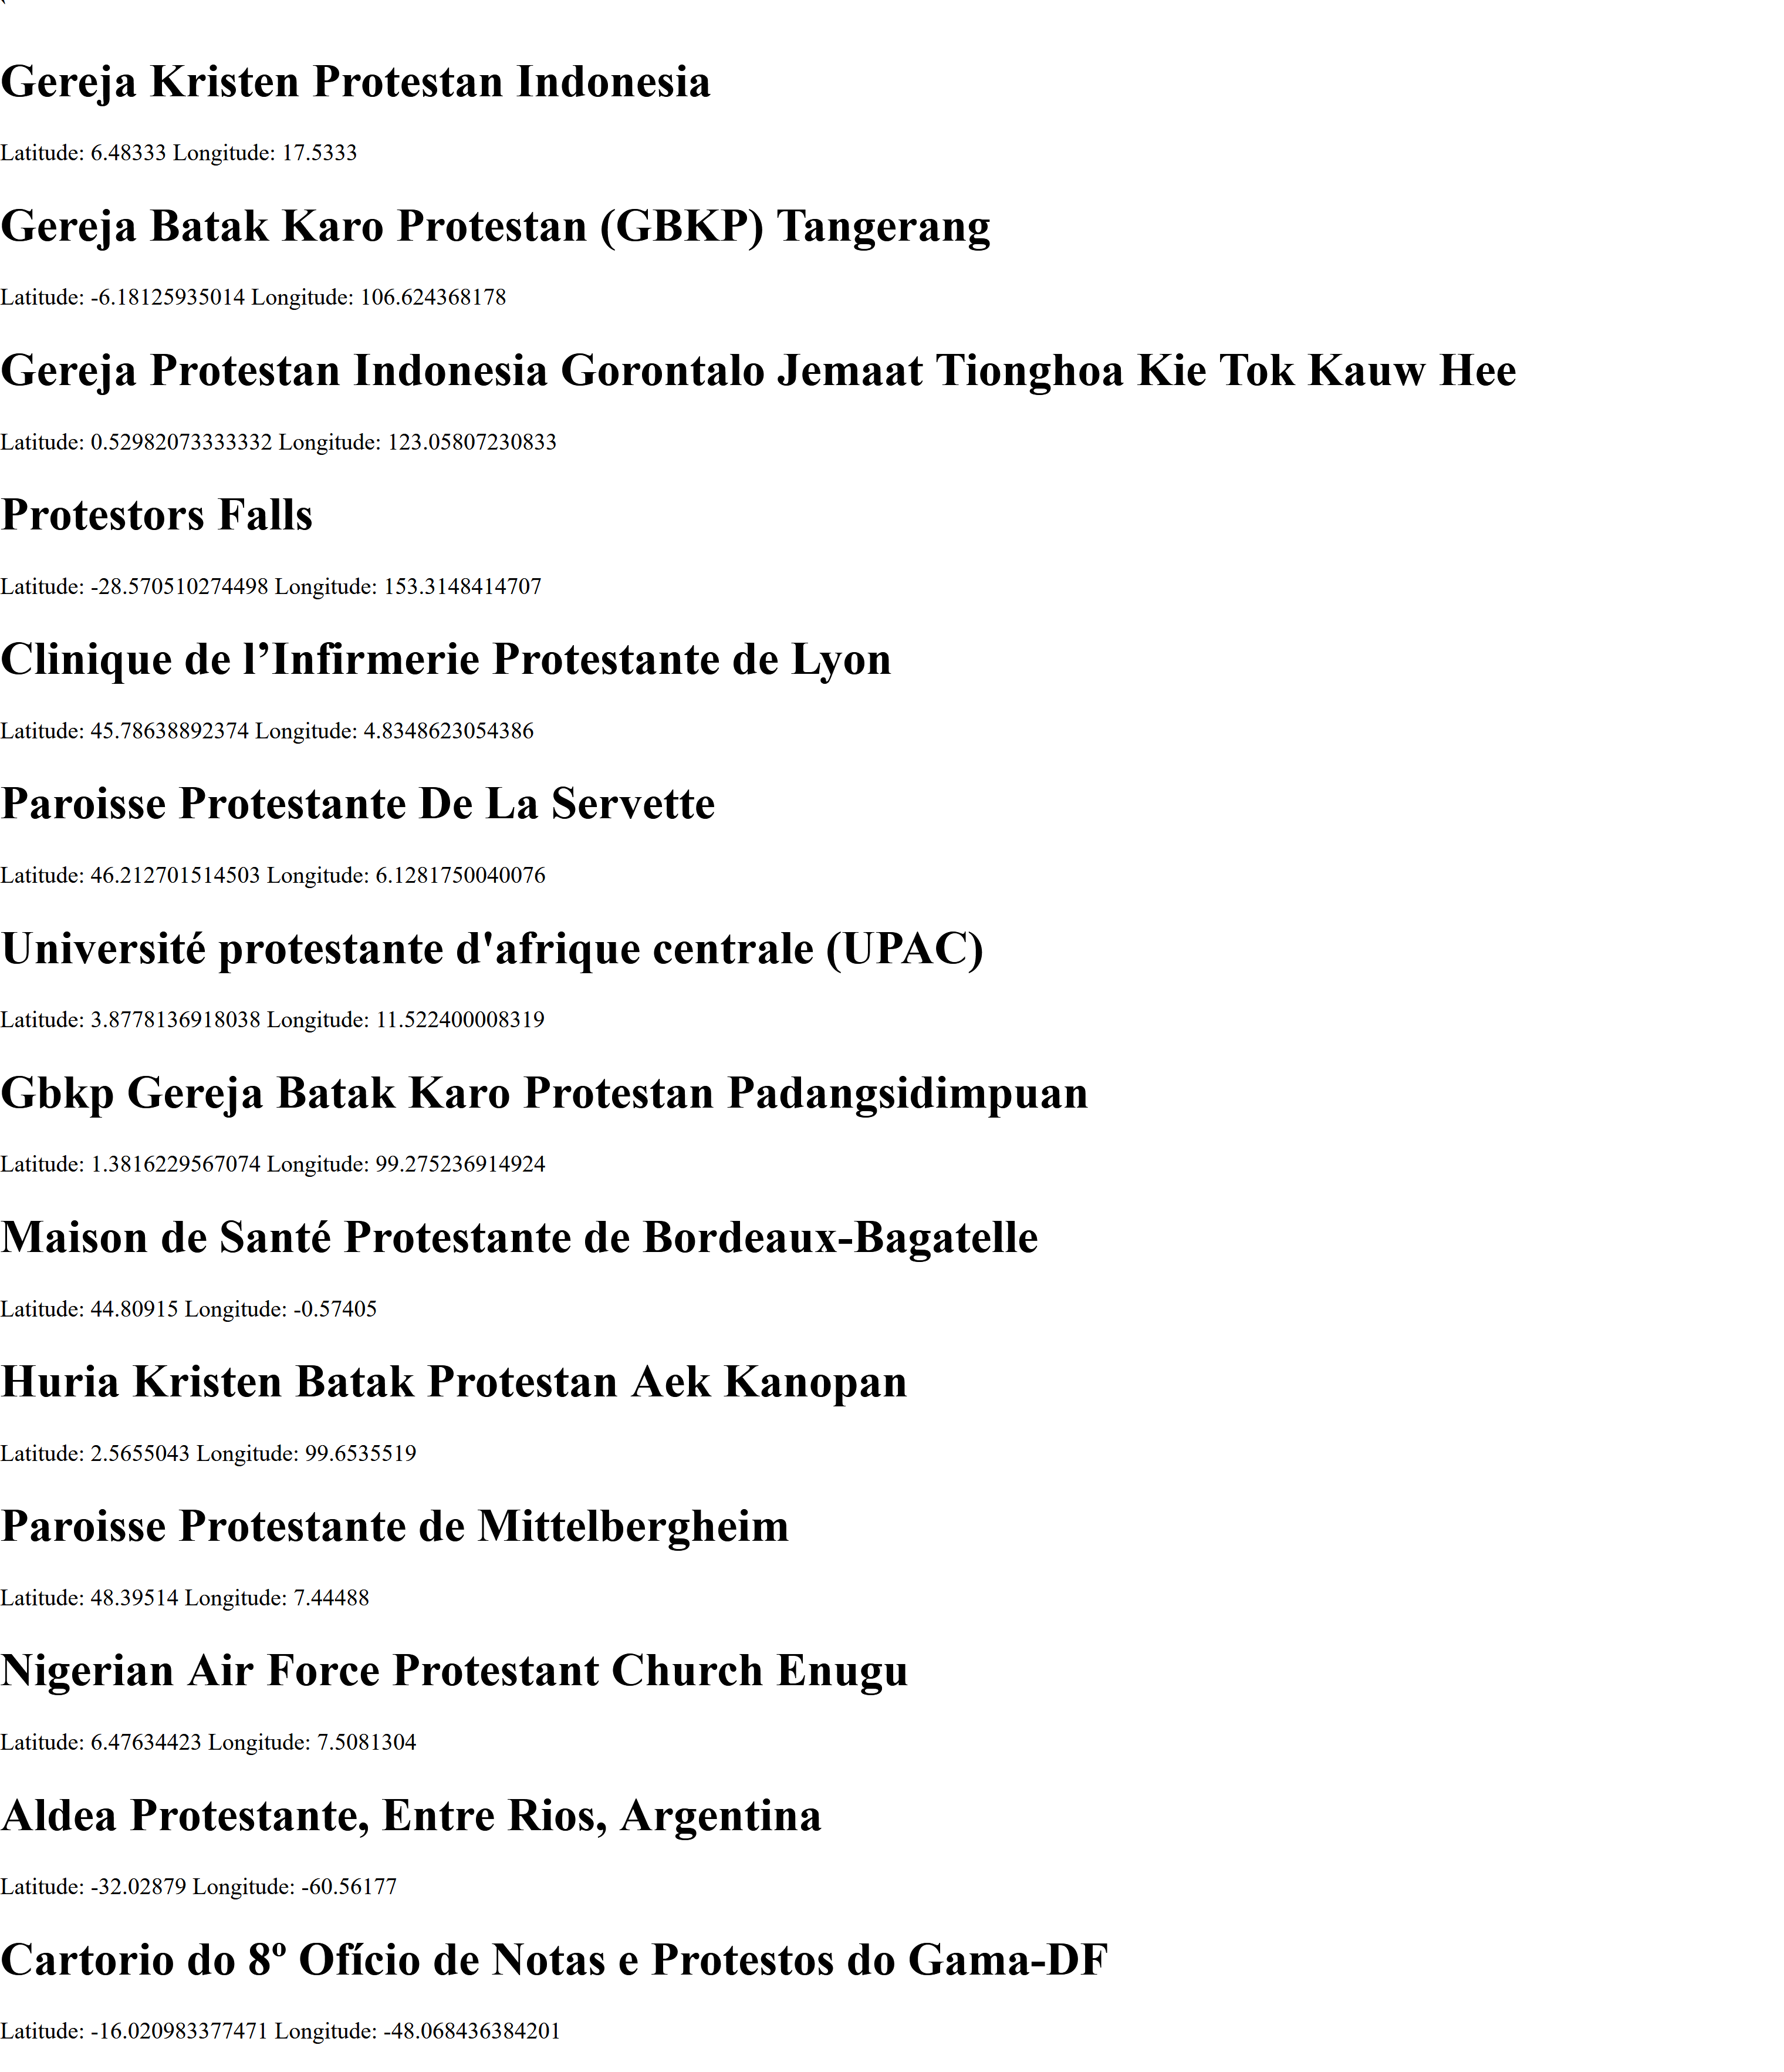 Gereja Kristen Protestan Indonesia
Latitude: 6.48333 Longitude: 17.5333
Gereja Batak Karo Protestan (GBKP) Tangerang
Latitude: -6.18125935014 Longitude: 106.624368178
Gereja Protestan Indonesia Gorontalo Jemaat Tionghoa Kie Tok Kauw Hee
Latitude: 0.52982073333332 Longitude: 123.05807230833
Protestors Falls
Latitude: -28.570510274498 Longitude: 153.3148414707
Clinique de l’Infirmerie Protestante de Lyon
Latitude: 45.78638892374 Longitude: 4.8348623054386
Paroisse Protestante De La Servette
Latitude: 46.212701514503 Longitude: 6.1281750040076
Université protestante d'afrique centrale (UPAC)
Latitude: 3.8778136918038 Longitude: 11.522400008319
Gbkp Gereja Batak Karo Protestan Padangsidimpuan
Latitude: 1.3816229567074 Longitude: 99.275236914924
Maison de Santé Protestante de Bordeaux-Bagatelle
Latitude: 44.80915 Longitude: -0.57405
Huria Kristen Batak Protestan Aek Kanopan
Latitude: 2.5655043 Longitude: 99.6535519
Paroisse Protestante de Mittelbergheim
Latitude: 48.39514 Longitude: 7.44488
Nigerian Air Force Protestant Church Enugu
Latitude: 6.47634423 Longitude: 7.5081304
Aldea Protestante, Entre Rios, Argentina
Latitude: -32.02879 Longitude: -60.56177
Cartorio do 8º Ofício de Notas e Protestos do Gama-DF
Latitude: -16.020983377471 Longitude: -48.068436384201